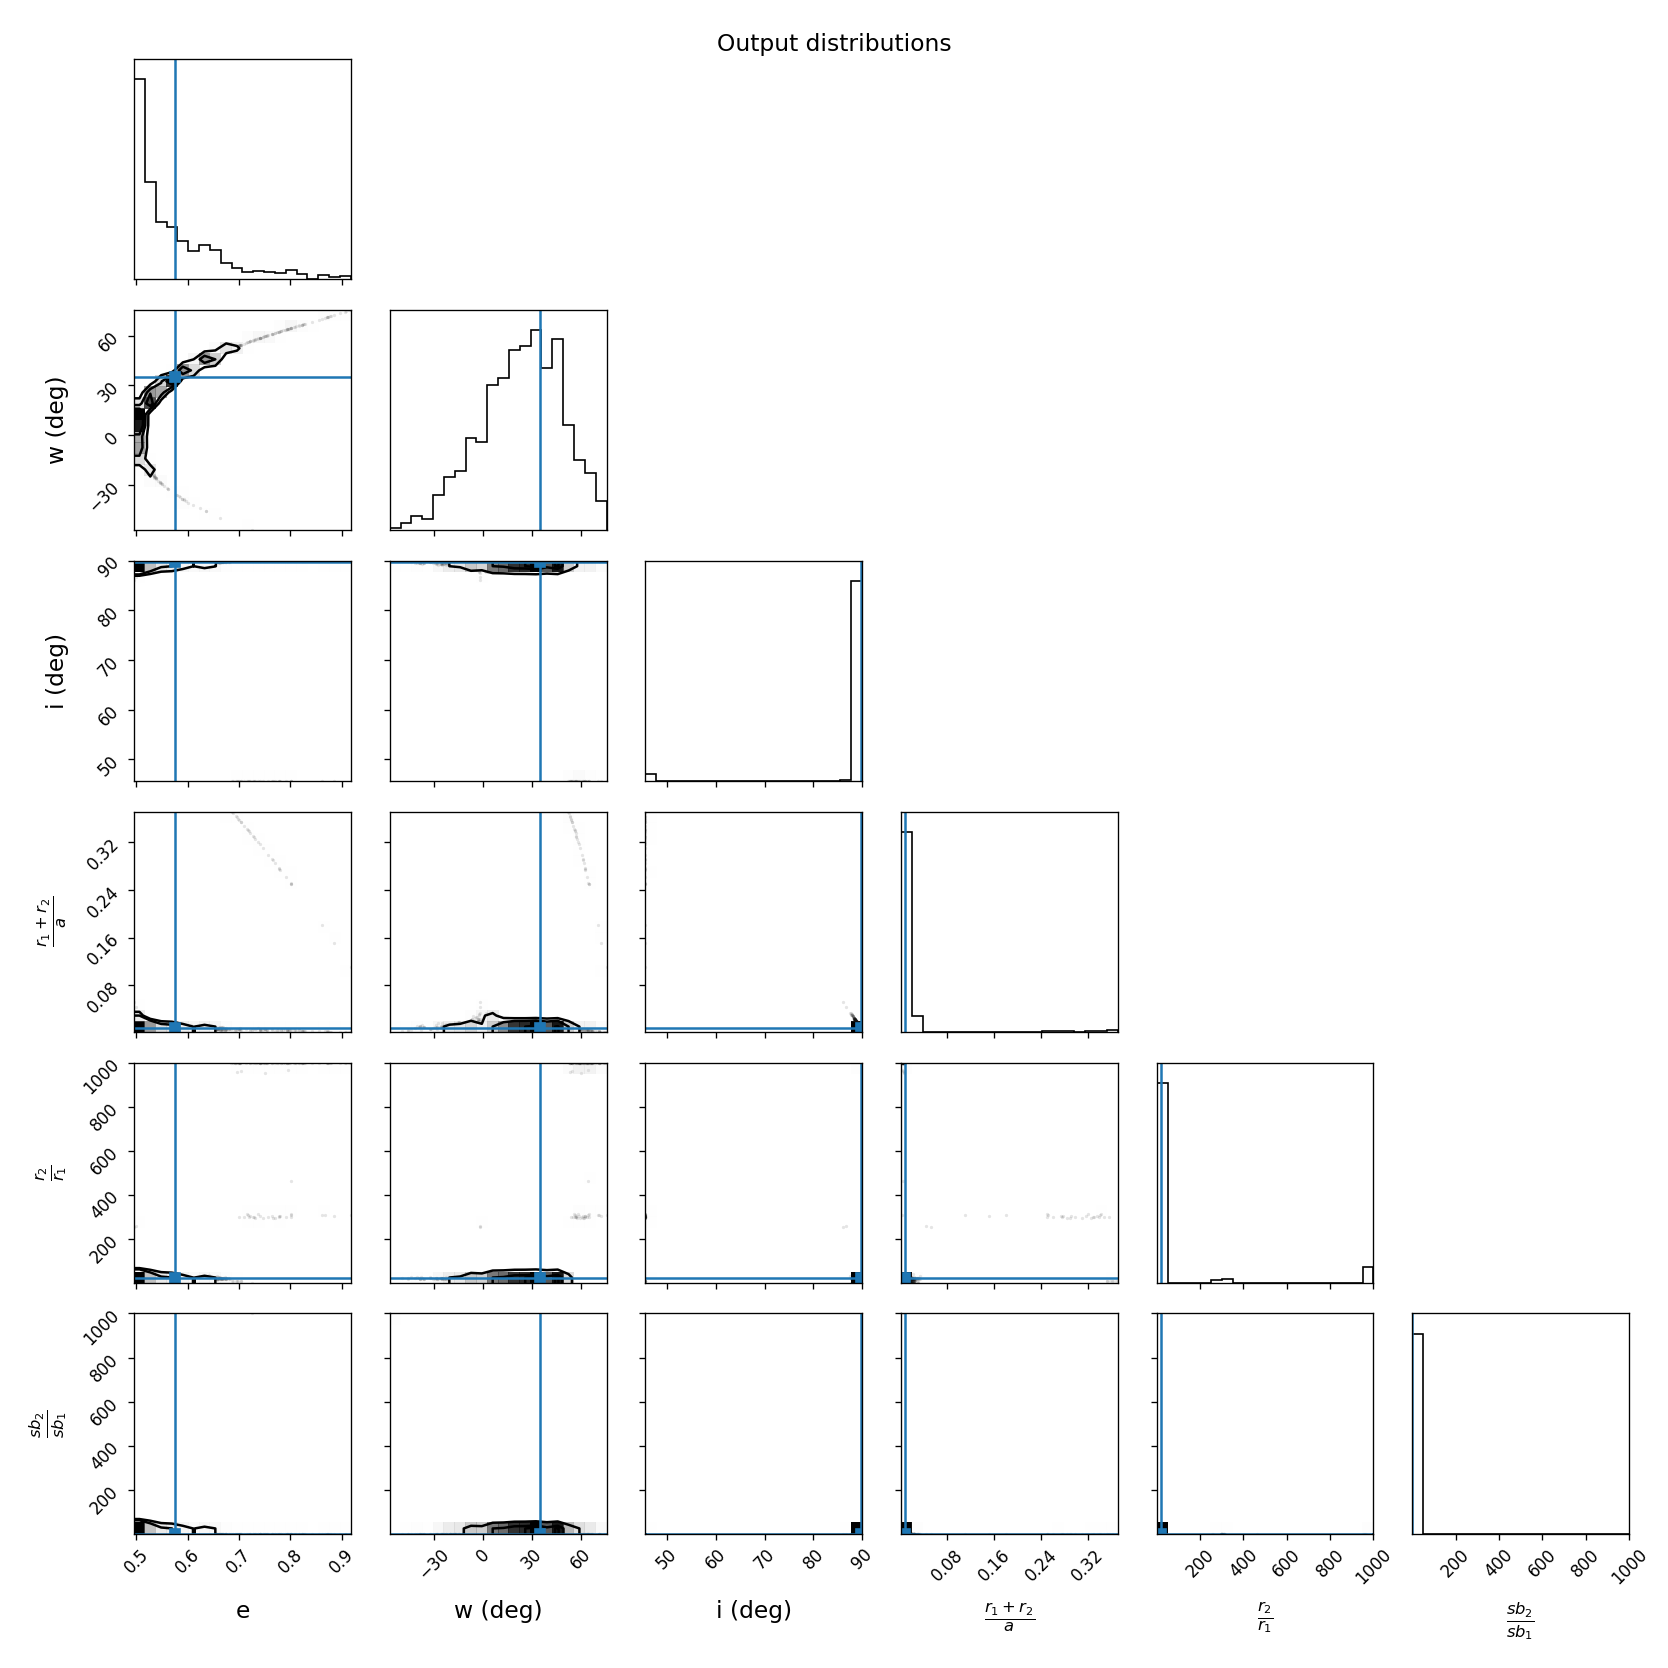 Output distributions
60
30
0
−30
w (deg)
90
80
70
60
50
i (deg)
0.32
0.24
0.16
0.08
r₁ + r₂
a
1000
800
600
400
200
r₂
r₁
1000
800
600
400
200
sb₂
sb₁
0.5 0.6 0.7 0.8 0.9 −30 0 30 60 50 60 70 80 90 0.08 0.16 0.24 0.32 200 400 600 800 1000 200 400 600 800 1000
e w (deg) i (deg)
r₁ + r₂
a
r₂
r₁
sb₂
sb₁